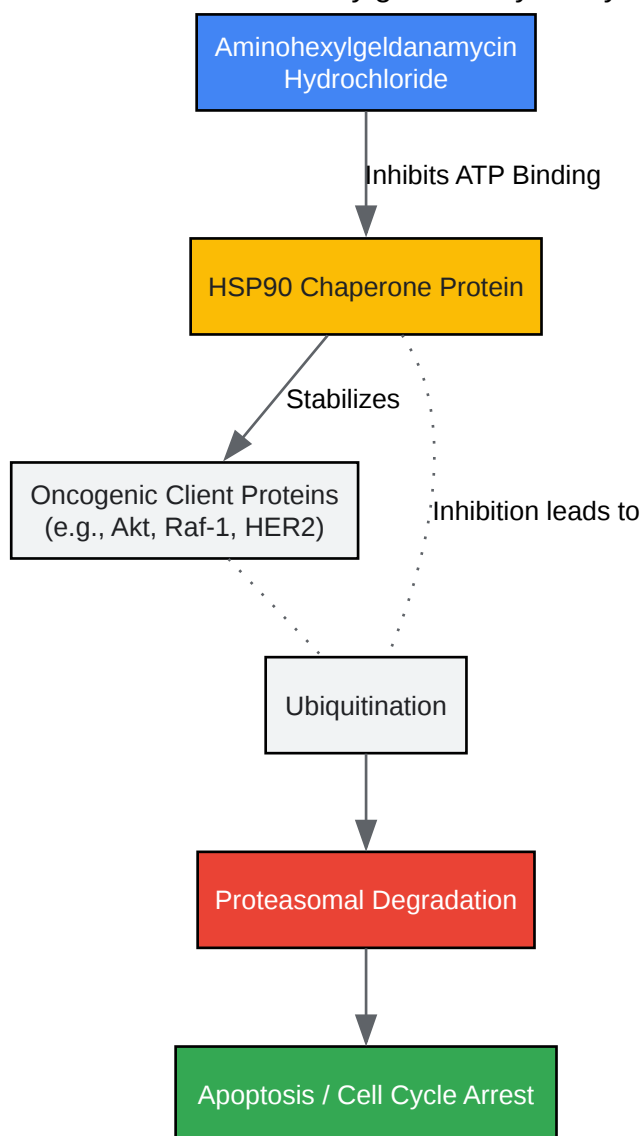 Aminohexylgeldanamycin
Hydrochloride
Inhibits ATP Binding
HSP90 Chaperone Protein
Stabilizes
Oncogenic Client Proteins
(e.g., Akt, Raf-1, HER2)
Inhibition leads to
Ubiquitination
Proteasomal Degradation
Apoptosis / Cell Cycle Arrest